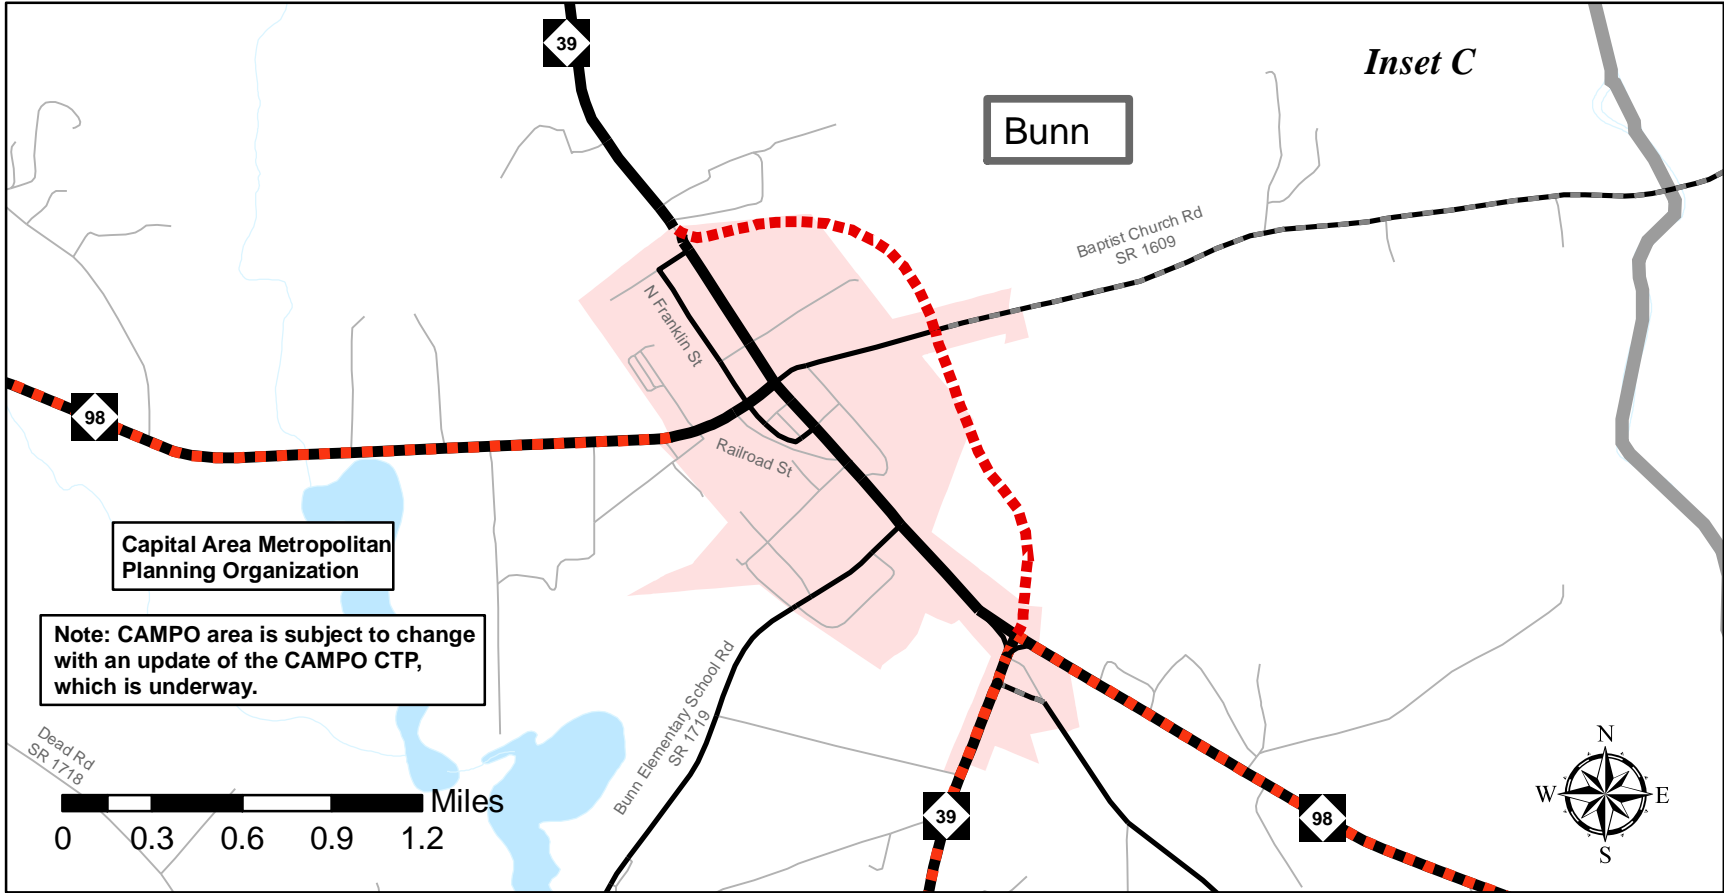 39
Inset C
Bunn
Baptist Church Rd
SR 1609
N Franklin St
98
Railroad St
Capital Area Metropolitan
Planning Organization
Note: CAMPO area is subject to change
with an update of the CAMPO CTP,
which is underway.
Bunn Elementary School Rd
SR 1719
Dead Rd
SR 1718
Miles
0 0.3 0.6 0.9 1.2
39
98
N
W E
S